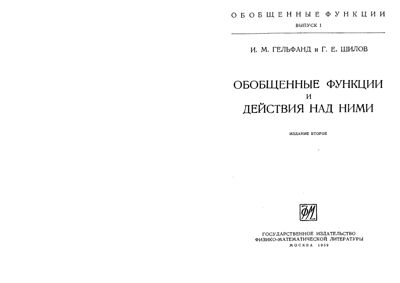 ОБОБЩЕННЫЕ ФУНКЦИИ
ВЫПУСК I
И. М. ГЕЛЬФАНД и Г. Е. ШИЛОВ
ОБОБЩЕННЫЕ ФУНКЦИИ
И
ДЕЙСТВИЯ НАД НИМИ
ИЗДАНИЕ ВТОРОЕ
ФМ
ГОСУДАРСТВЕННОЕ ИЗДАТЕЛЬСТВО
ФИЗИКО-МАТЕМАТИЧЕСКОЙ ЛИТЕРАТУРЫ
МОСКВА 1959